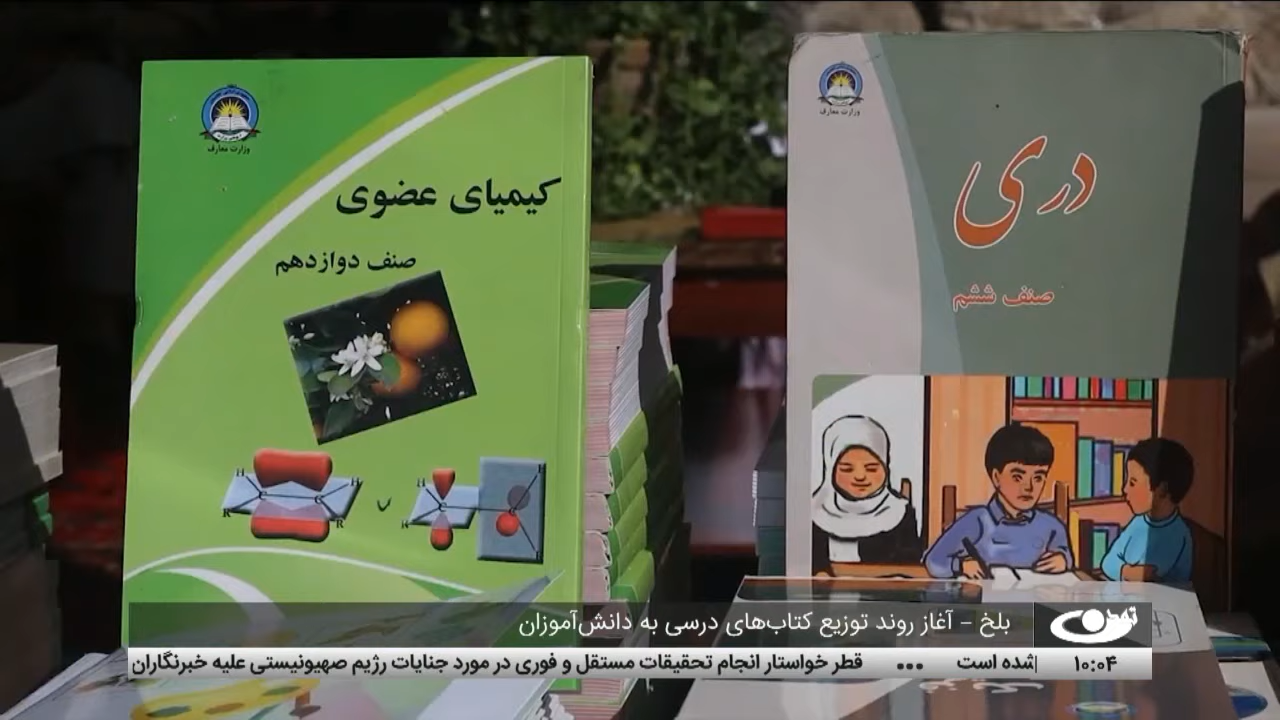 وزارت معارف
کیمیای عضوی
صنف دوازدهم
H
H
R
R
یا
H
H
H
H
وزارت معارف
دری
صنف ششم
بلخ – آغاز روند توزیع کتاب‌های درسی به دانش‌آموزان
۱۰:۰۴
شده است ••• قطر خواستار انجام تحقیقات مستقل و فوری در مورد جنایات رژیم صهیونیستی علیه خبرنگاران